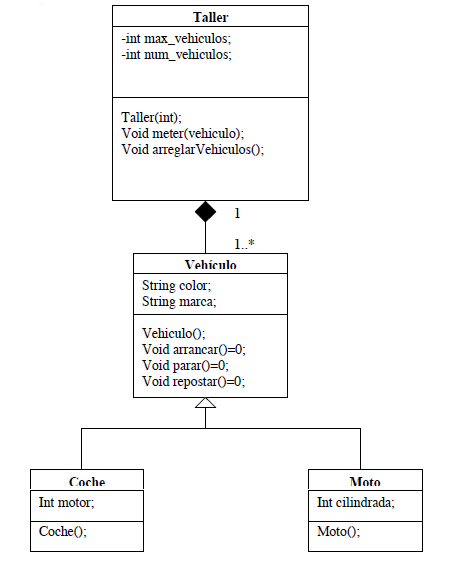 Taller
-int max_vehiculos;
-int num_vehiculos;
Taller(int);
Void meter(vehiculo);
Void arreglarVehiculos();
1
1..*
Vehículo
String color;
String marca;
Vehiculo();
Void arrancar()=0;
Void parar()=0;
Void repostar()=0;
Coche
Int motor;
Coche();
Moto
Int cilindrada;
Moto();